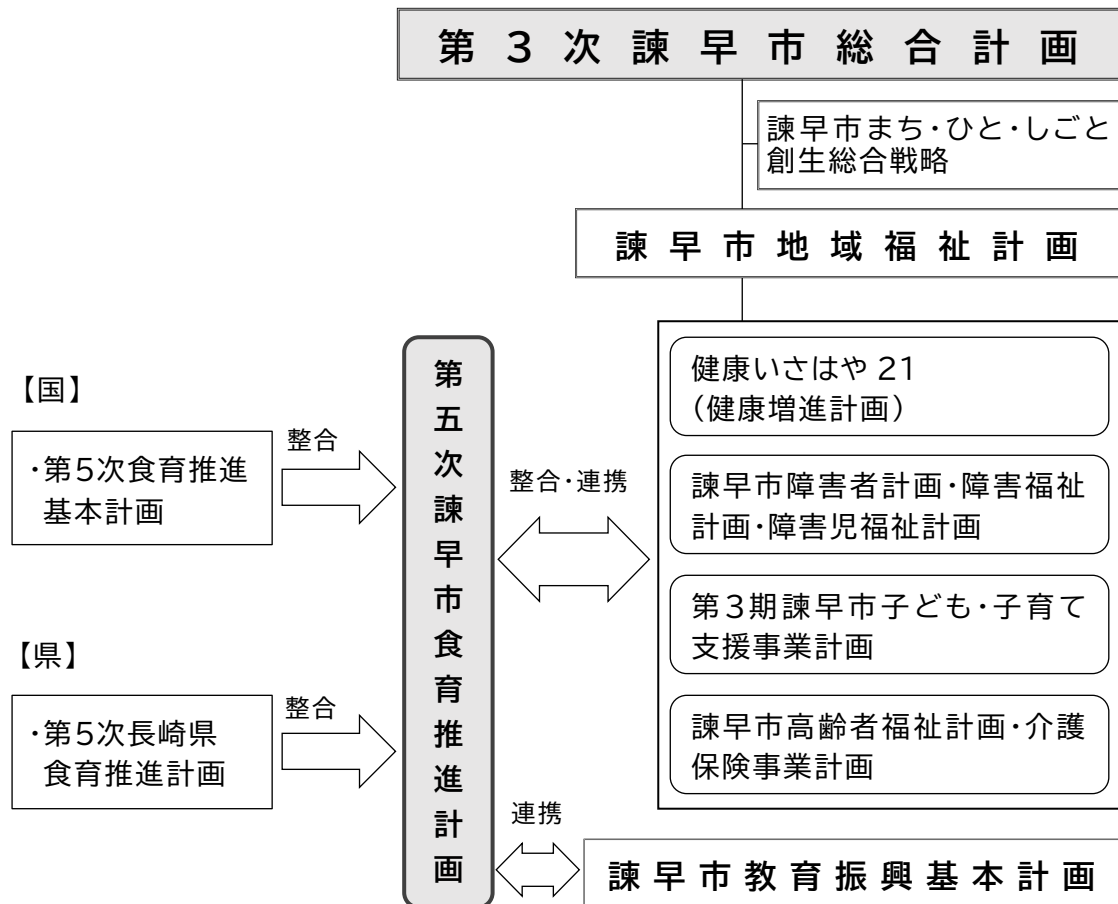 第3次諫早市総合計画
諫早市まち・ひと・しごと
創生総合戦略
諫早市地域福祉計画
【国】
・第5次食育推進
基本計画
整合
【県】
・第5次長崎県
食育推進計画
整合
第五次諫早市食育推進計画
整合・連携
健康いさはや 21
(健康増進計画)
諫早市障害者計画・障害福祉
計画・障害児福祉計画
第3期諫早市子ども・子育て
支援事業計画
諫早市高齢者福祉計画・介護
保険事業計画
連携
諫早市教育振興基本計画